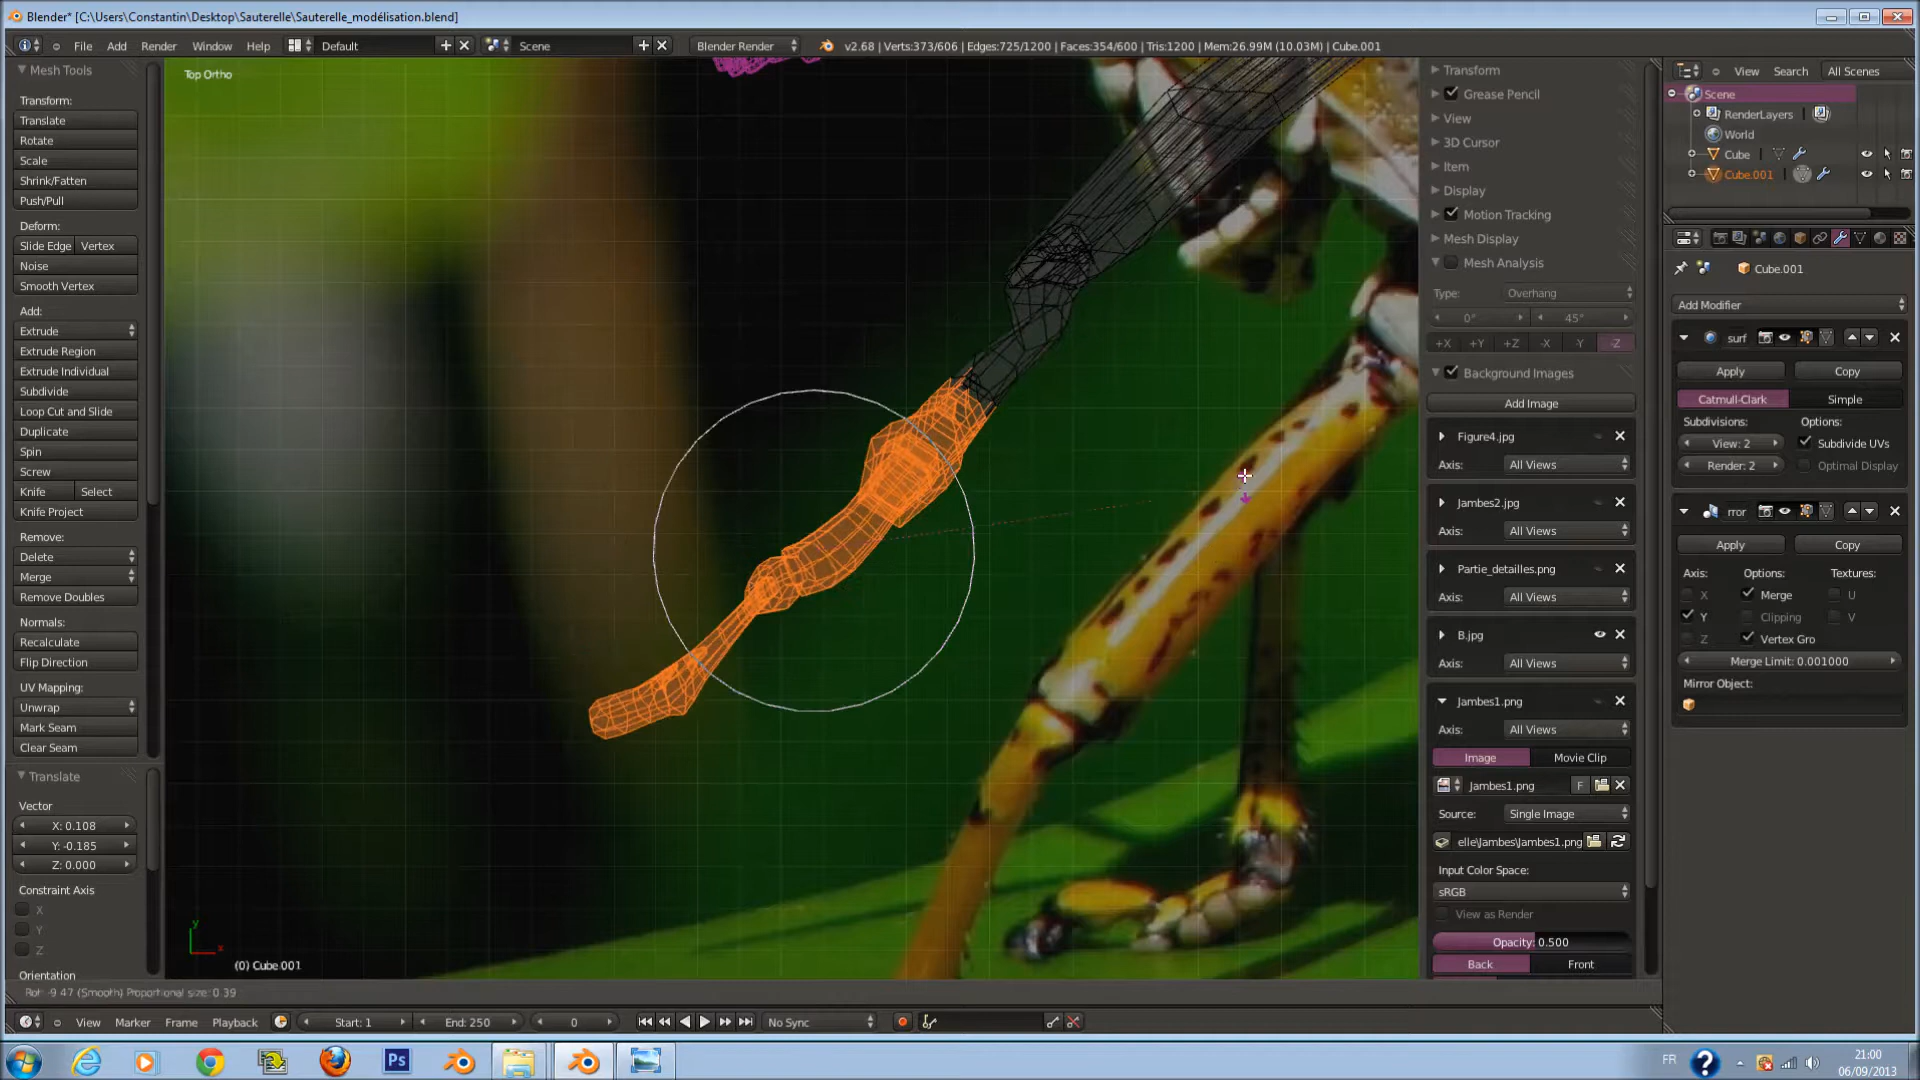 Blender* [C:\Users\Constantin\Desktop\Sauterelle\Sauterelle_modélisation.blend]
File Add Render Window Help Default Scene Blender Render v2.68 | Verts:373/606 | Edges:725/1200 | Faces:354/600 | Tris:1200 | Mem:26.99M (10.03M) | Cube.001
Mesh Tools
Transform:
Translate
Rotate
Scale
Shrink/Fatten
Push/Pull
Deform:
Slide Edge Vertex
Noise
Smooth Vertex
Add:
Extrude
Extrude Region
Extrude Individual
Subdivide
Loop Cut and Slide
Duplicate
Spin
Screw
Knife Select
Knife Project
Remove:
Delete
Merge
Remove Doubles
Normals:
Recalculate
Flip Direction
UV Mapping:
Unwrap
Mark Seam
Clear Seam
Translate
Vector
X: 0.108
Y: -0.185
Z: 0.000
Constraint Axis
X
Y
Z
Orientation
Top Ortho
y
x
(0) Cube.001
Rot: -9.47 (Smooth) Proportional size: 0.39
Transform
Grease Pencil
View
3D Cursor
Item
Display
Motion Tracking
Mesh Display
Mesh Analysis
Type: Overhang
0° 45°
+X +Y +Z -X -Y -Z
Background Images
Add Image
Figure4.jpg
Axis: All Views
Jambes2.jpg
Axis: All Views
Partie_detailles.png
Axis: All Views
B.jpg
Axis: All Views
Jambes1.png
Axis: All Views
Image Movie Clip
Jambes1.png F
Source: Single Image
elle\Jambes\Jambes1.png
Input Color Space:
sRGB
View as Render
Opacity: 0.500
Back Front
View Search All Scenes
Scene
RenderLayers
World
Cube
Cube.001
Cube.001
Add Modifier
surf
Apply Copy
Catmull-Clark Simple
Subdivisions: Options:
View: 2 Subdivide UVs
Render: 2 Optimal Display
rror
Apply Copy
Axis: Options: Textures:
X Merge U
Y Clipping V
Z Vertex Gro
Merge Limit: 0.001000
Mirror Object:
View Marker Frame Playback Start: 1 End: 250 0 No Sync
Ps
FR
?
21:00
06/09/2013